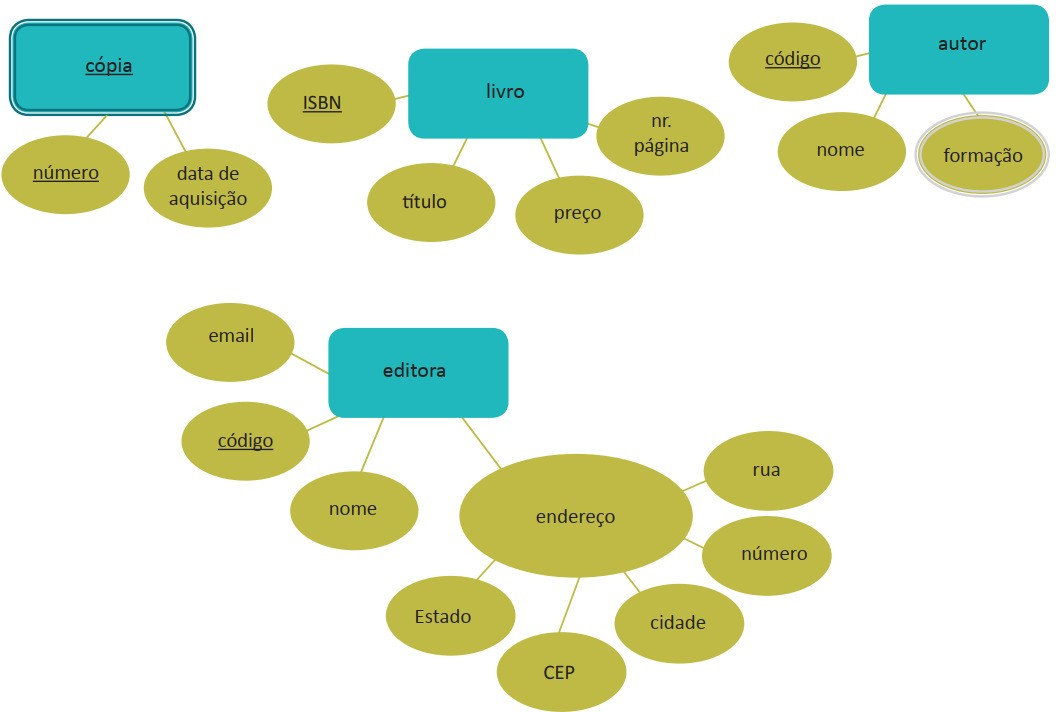 cópia
número
data de
aquisição
livro
ISBN
título
preço
nr.
página
autor
código
nome
formação
editora
email
código
nome
endereço
rua
número
cidade
CEP
Estado